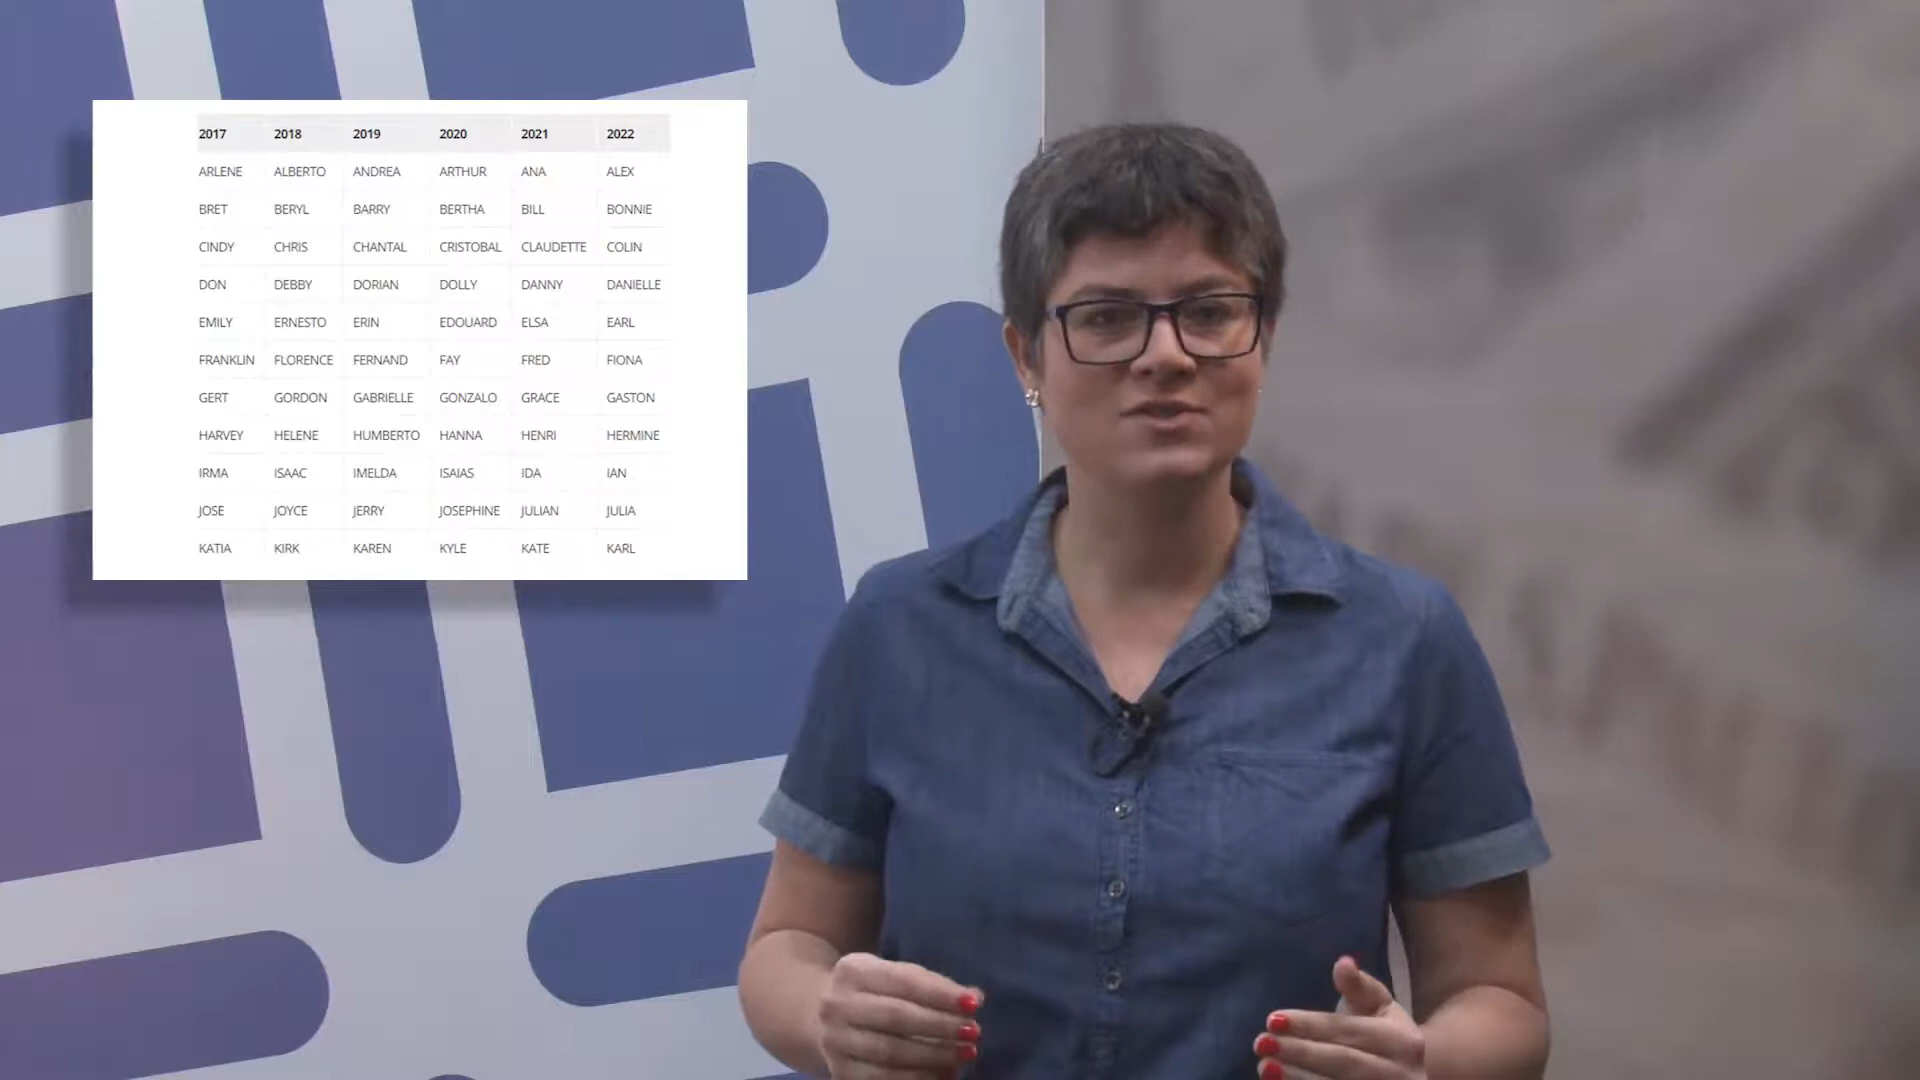 2017 2018 2019 2020 2021 2022
ARLENE ALBERTO ANDREA ARTHUR ANA ALEX
BRET BERYL BARRY BERTHA BILL BONNIE
CINDY CHRIS CHANTAL CRISTOBAL CLAUDETTE COLIN
DON DEBBY DORIAN DOLLY DANNY DANIELLE
EMILY ERNESTO ERIN EDOUARD ELSA EARL
FRANKLIN FLORENCE FERNAND FAY FRED FIONA
GERT GORDON GABRIELLE GONZALO GRACE GASTON
HARVEY HELENE HUMBERTO HANNA HENRI HERMINE
IRMA ISAAC IMELDA ISAIAS IDA IAN
JOSE JOYCE JERRY JOSEPHINE JULIAN JULIA
KATIA KIRK KAREN KYLE KATE KARL